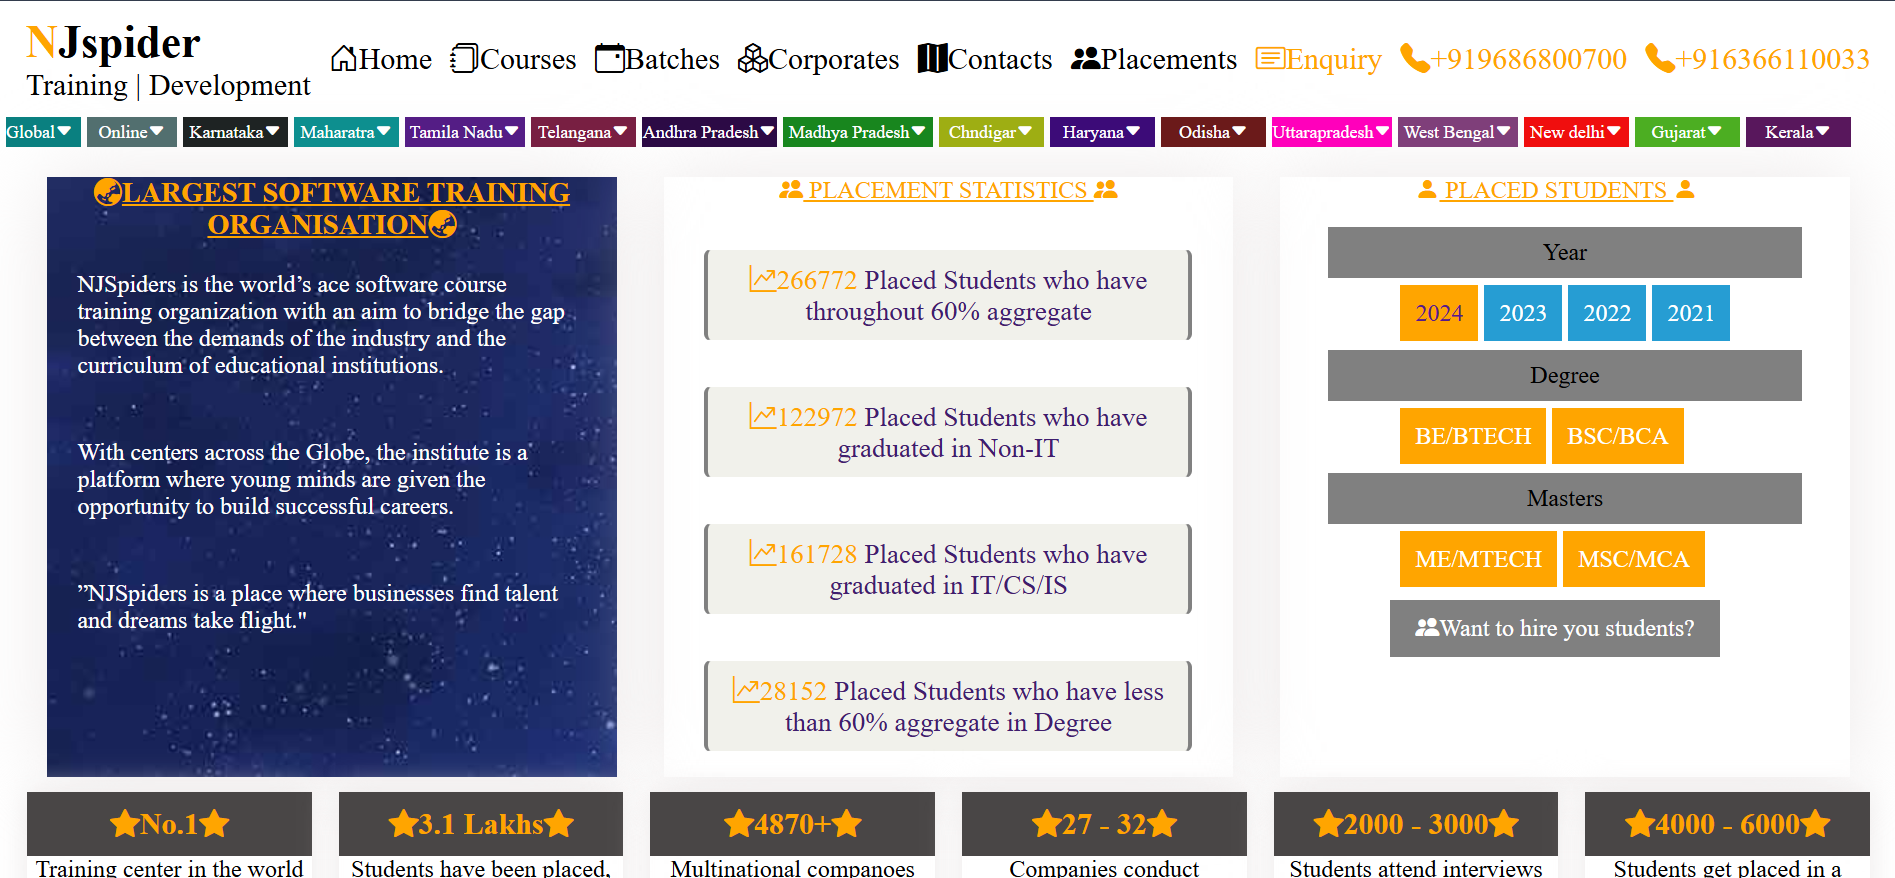 NJspider
Training | Development
Home Courses Batches Corporates Contacts Placements Enquiry +919686800700 +916366110033
Global Online Karnataka Maharatra Tamila Nadu Telangana Andhra Pradesh Madhya Pradesh Chndigar Haryana Odisha Uttarapradesh West Bengal New delhi Gujarat Kerala
LARGEST SOFTWARE TRAINING
ORGANISATION
NJSpiders is the world’s ace software course
training organization with an aim to bridge the gap
between the demands of the industry and the
curriculum of educational institutions.
With centers across the Globe, the institute is a
platform where young minds are given the
opportunity to build successful careers.
”NJSpiders is a place where businesses find talent
and dreams take flight."
PLACEMENT STATISTICS
266772 Placed Students who have
throughout 60% aggregate
122972 Placed Students who have
graduated in Non-IT
161728 Placed Students who have
graduated in IT/CS/IS
28152 Placed Students who have less
than 60% aggregate in Degree
PLACED STUDENTS
Year
2024 2023 2022 2021
Degree
BE/BTECH BSC/BCA
Masters
ME/MTECH MSC/MCA
Want to hire you students?
No.1
Training center in the world
3.1 Lakhs
Students have been placed,
4870+
Multinational companoes
27 - 32
Companies conduct
2000 - 3000
Students attend interviews
4000 - 6000
Students get placed in a